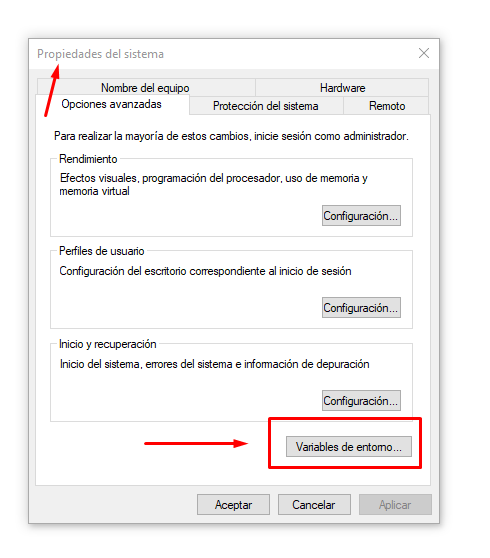 Propiedades del sistema
Nombre del equipo
Hardware
Opciones avanzadas
Protección del sistema
Remoto
Para realizar la mayoría de estos cambios, inicie sesión como administrador.
Rendimiento
Efectos visuales, programación del procesador, uso de memoria y
memoria virtual
Configuración...
Perfiles de usuario
Configuración del escritorio correspondiente al inicio de sesión
Configuración...
Inicio y recuperación
Inicio del sistema, errores del sistema e información de depuración
Configuración...
Variables de entorno...
Aceptar
Cancelar
Aplicar